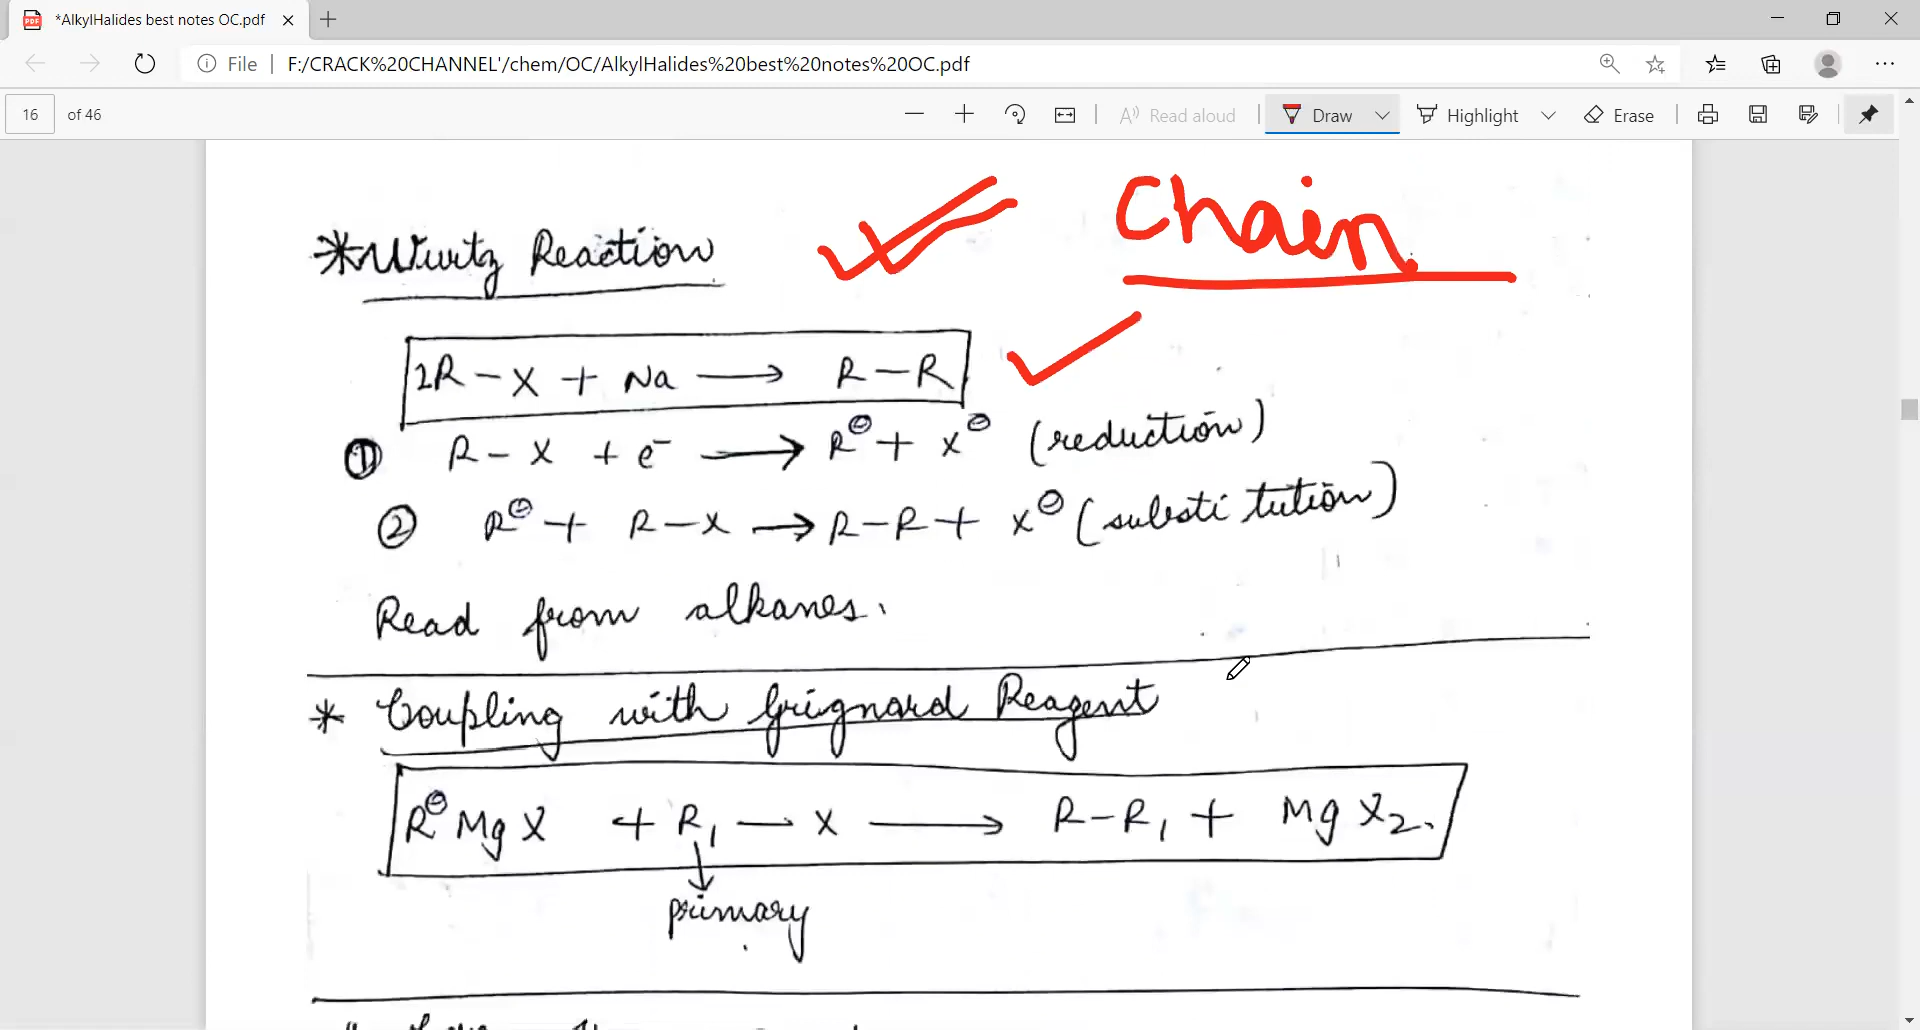 *AlkylHalides best notes OC.pdf
File | F:/CRACK%20CHANNEL'/chem/OC/AlkylHalides%20best%20notes%20OC.pdf
16 of 46 Read aloud Draw Highlight Erase
Chain
* Wurtz Reaction
2R - X + Na ⟶ R - R
① R - X + e⁻ ⟶ R⊖ + X⊖ (reduction)
② R⊖ + R - X ⟶ R - R + X⊖ (substitution)
Read from alkanes.
* Coupling with Grignard Reagent
R⊖MgX + R₁ — X ⟶ R - R₁ + MgX₂.
↓
primary